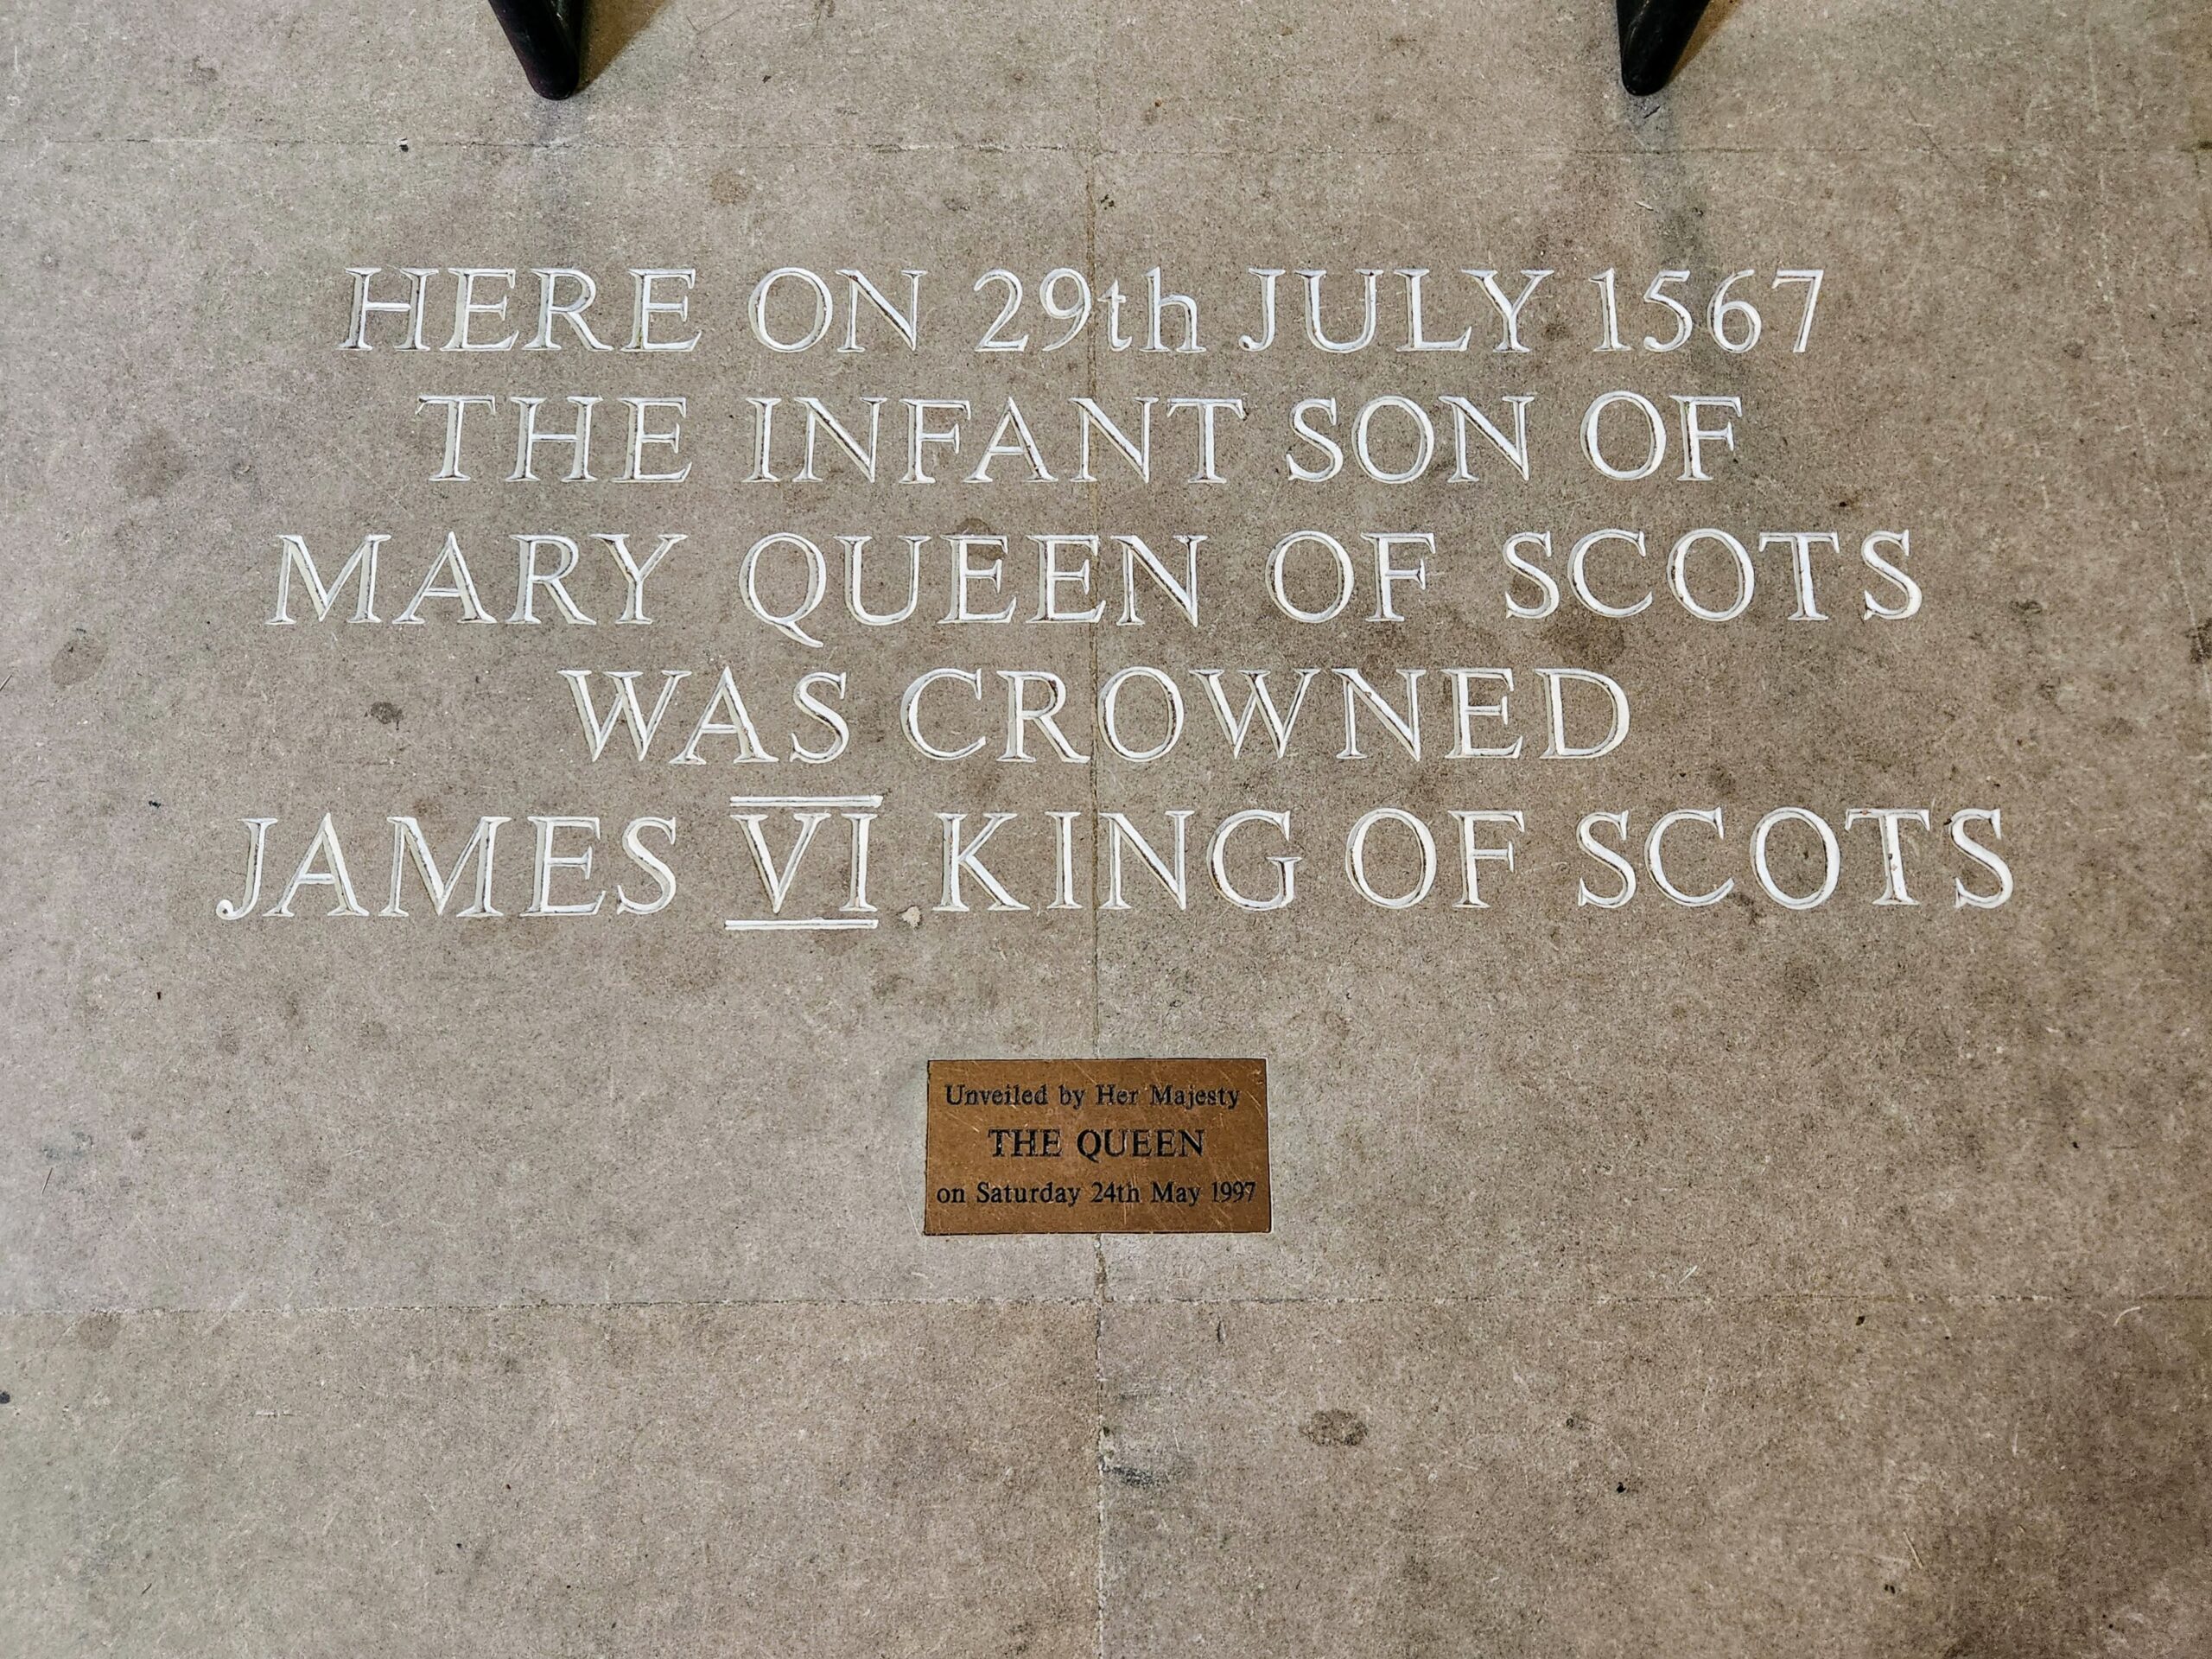 HERE ON 29th JULY 1567
THE INFANT SON OF
MARY QUEEN OF SCOTS
WAS CROWNED
JAMES VI KING OF SCOTS
Unveiled by Her Majesty
THE QUEEN
on Saturday 24th May 1997